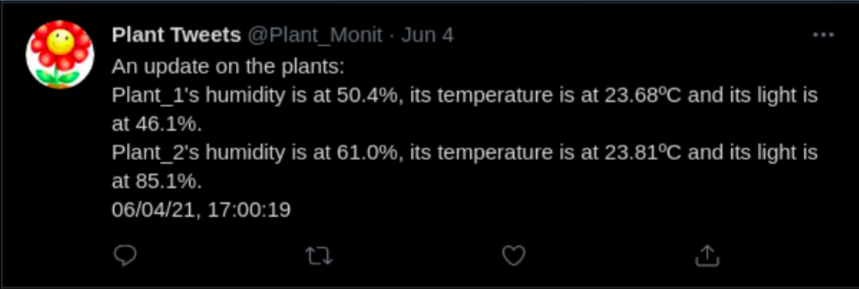 Plant Tweets @Plant_Monit · Jun 4
An update on the plants:
Plant_1's humidity is at 50.4%, its temperature is at 23.68ºC and its light is
at 46.1%.
Plant_2's humidity is at 61.0%, its temperature is at 23.81ºC and its light is
at 85.1%.
06/04/21, 17:00:19